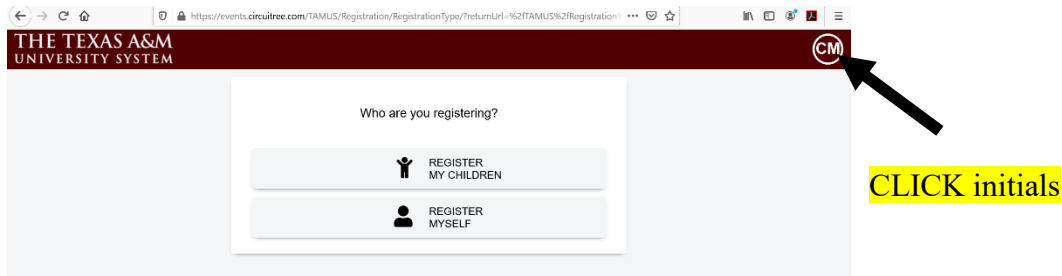 https://events.circuitree.com/TAMUS/Registration/RegistrationType/?returnUrl=%2fTAMUS%2fRegistration
THE TEXAS A&M
UNIVERSITY SYSTEM
CM
Who are you registering?
REGISTER
MY CHILDREN
REGISTER
MYSELF
CLICK initials